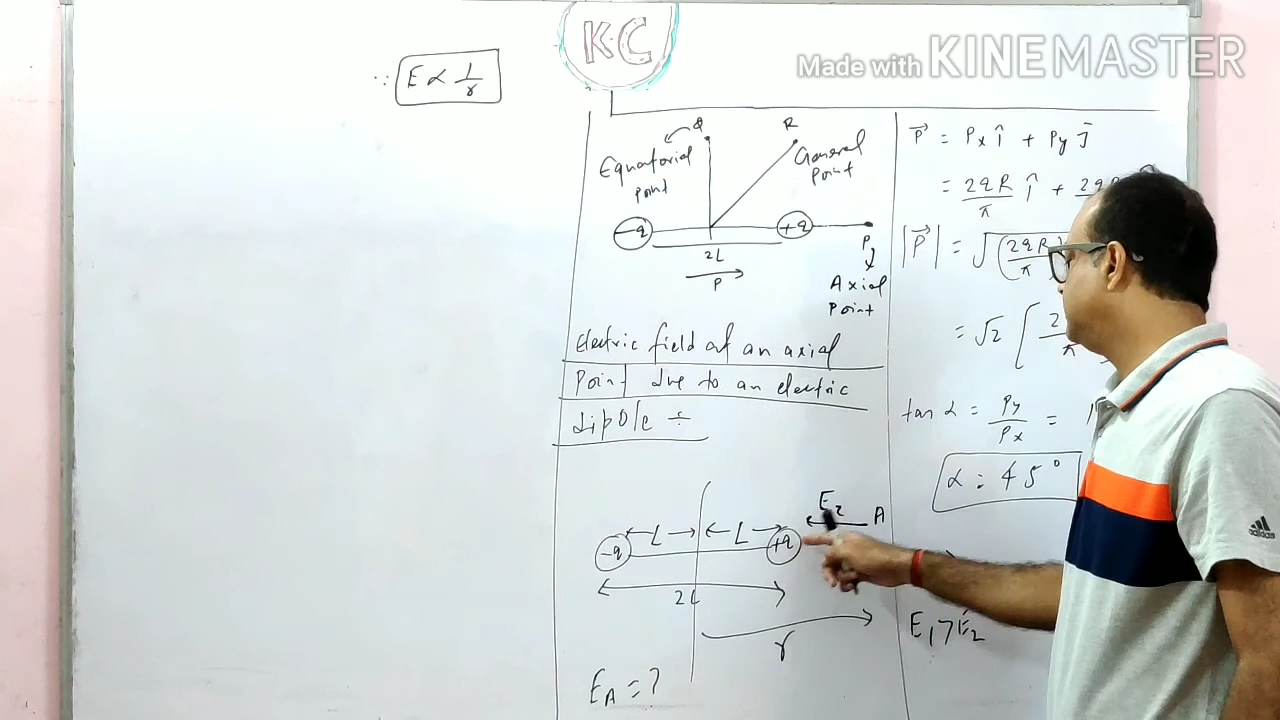 Made with KINEMASTER
KC
∵ E ∝ 1/r
Q
R
Equatorial
point
General
point
-q
+q
2L
P
P
Axial
Point
Electric field at an axial
Point due to an electric
dipole ÷
E2
A
L
L
-q
+q
2L
r
EA = ?
P⃗ = Px î + Py J
= 2qR/π î + 2qR
|P⃗| = √(2qR/π)
= √2 [ 2
π
tan α = Py/Px =
α = 45°
E1 > E2
adidas